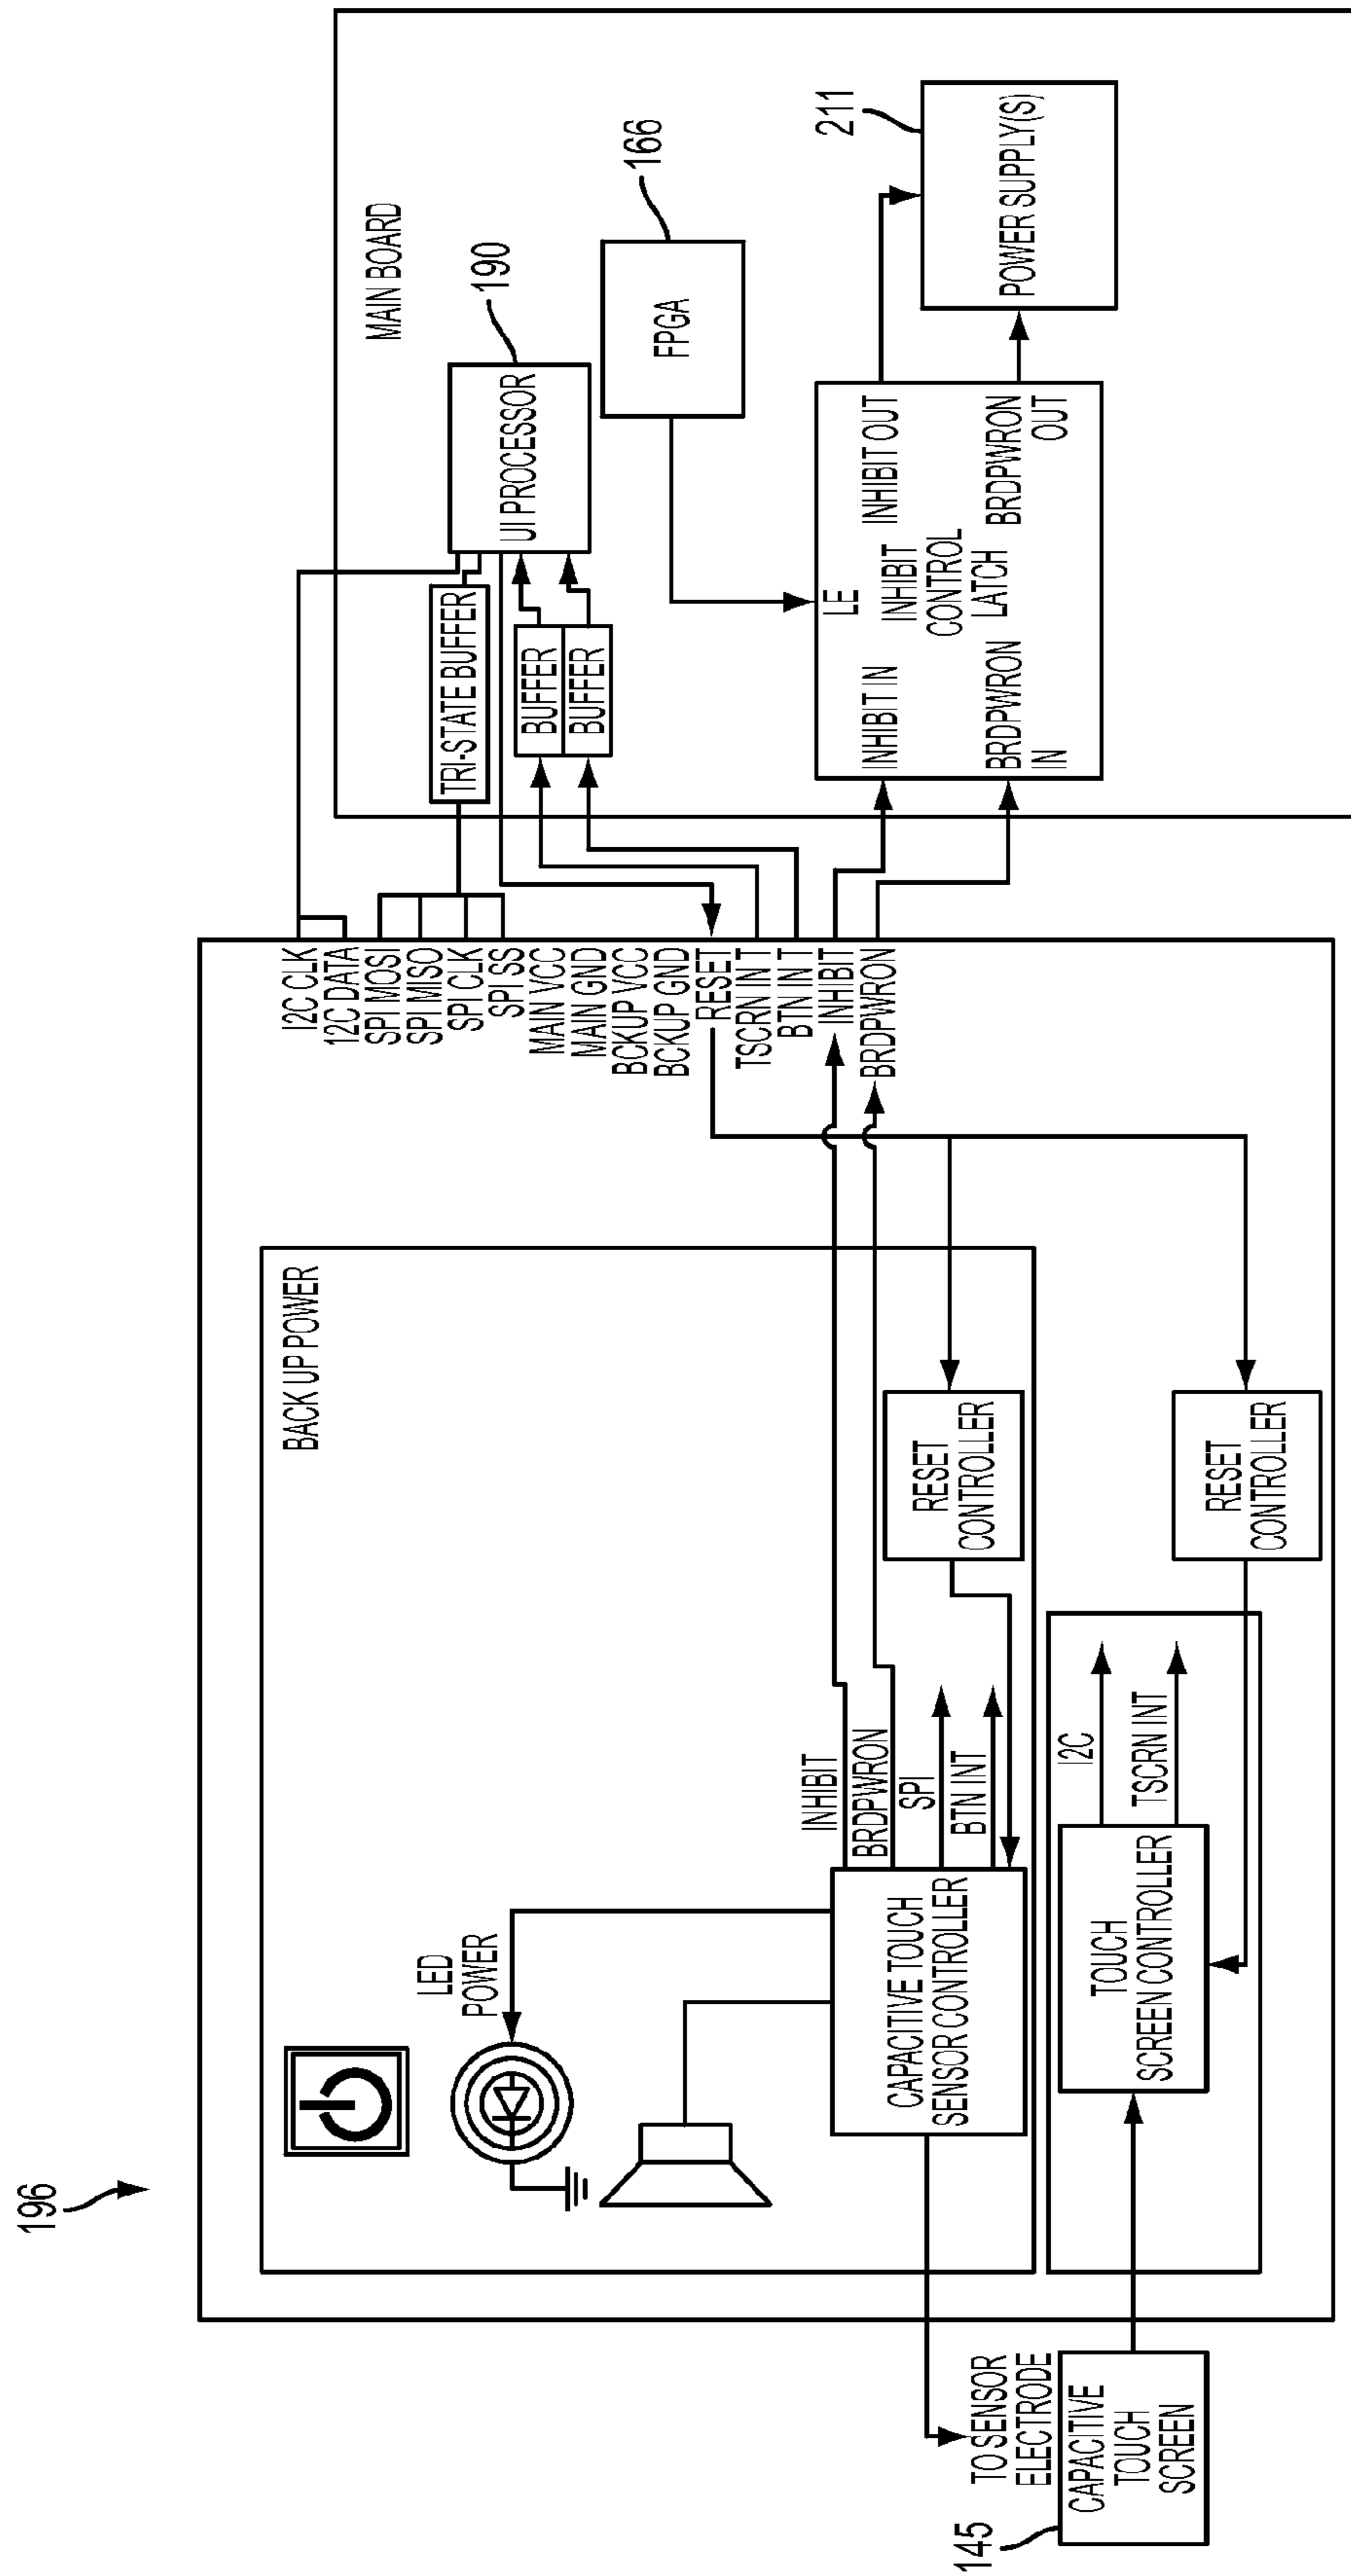 196
BACK UP POWER
LED
POWER
INHIBIT
BRDPWRON
SPI
BTN INT
CAPACITIVE TOUCH
SENSOR CONTROLLER
RESET
CONTROLLER
TO SENSOR
ELECTRODE
145
CAPACITIVE
TOUCH
SCREEN
TOUCH
SCREEN CONTROLLER
I2C
TSCRN INT
RESET
CONTROLLER
I2C CLK
12C DATA
SPI MOSI
SPI MISO
SPI CLK
SPI SS
MAIN VCC
MAIN GND
BCKUP VCC
BCKUP GND
RESET
TSCRN IN T
BTN IN T
INHIBIT
BRDPWRON
MAIN BOARD
TRI-STATE BUFFER
BUFFER
BUFFER
UI PROCESSOR
190
FPGA
166
LE
INHIBIT IN
INHIBIT OUT
INHIBIT
CONTROL
LATCH
BRDPWRON
IN
BRDPWRON
OUT
POWER SUPPLY(S)
211